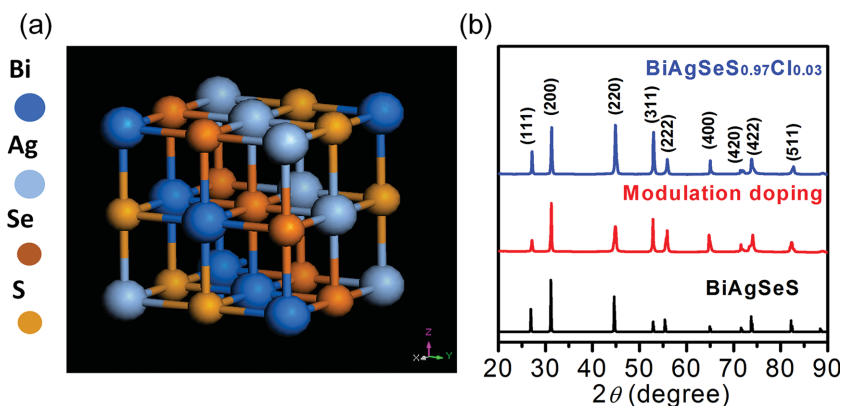 (a)
Bi
Ag
Se
S
Z
X
Y
(b)
BiAgSeS0.97Cl0.03
(111)
(200)
(220)
(311)
(222)
(400)
(420)
(422)
(511)
Modulation doping
BiAgSeS
20 30 40 50 60 70 80 90
2θ (degree)